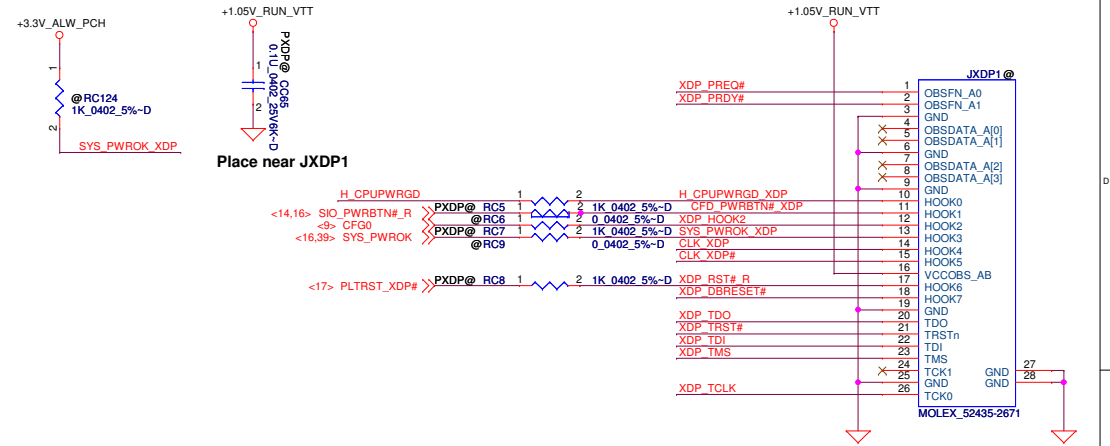 +3.3V_ALW_PCH
1
@RC124
1K_0402_5%~D
2
SYS_PWROK_XDP
+1.05V_RUN_VTT
1
2
PXDP@ CC65
0.1U_0402_25V6K~D
Place near JXDP1
+1.05V_RUN_VTT
JXDP1@
XDP_PREQ# 1 OBSFN_A0
XDP_PRDY# 2 OBSFN_A1
3 GND
4 OBSDATA_A[0]
5 OBSDATA_A[1]
6 GND
7 OBSDATA_A[2]
8 OBSDATA_A[3]
9 GND
H_CPUPWRGD 1 2 H_CPUPWRGD_XDP 10 HOOK0
<14,16> SIO_PWRBTN#_R PXDP@ RC5 1 2 1K_0402_5%~D CFD_PWRBTN#_XDP 11 HOOK1
<9> CFG0 @RC6 1 2 0_0402_5%~D XDP_HOOK2 12 HOOK2
<16,39> SYS_PWROK PXDP@ RC7 1 2 1K_0402_5%~D SYS_PWROK_XDP 13 HOOK3
@RC9 0_0402_5%~D CLK_XDP 14 HOOK4
CLK_XDP# 15 HOOK5
16 VCCOBS_AB
<17> PLTRST_XDP# PXDP@ RC8 1 2 1K_0402_5%~D XDP_RST#_R 17 HOOK6
XDP_DBRESET# 18 HOOK7
19 GND
XDP_TDO 20 TDO
XDP_TRST# 21 TRSTn
XDP_TDI 22 TDI
XDP_TMS 23 TMS
24 TCK1 GND 27
25 GND GND 28
XDP_TCLK 26 TCK0
MOLEX_52435-2671
D